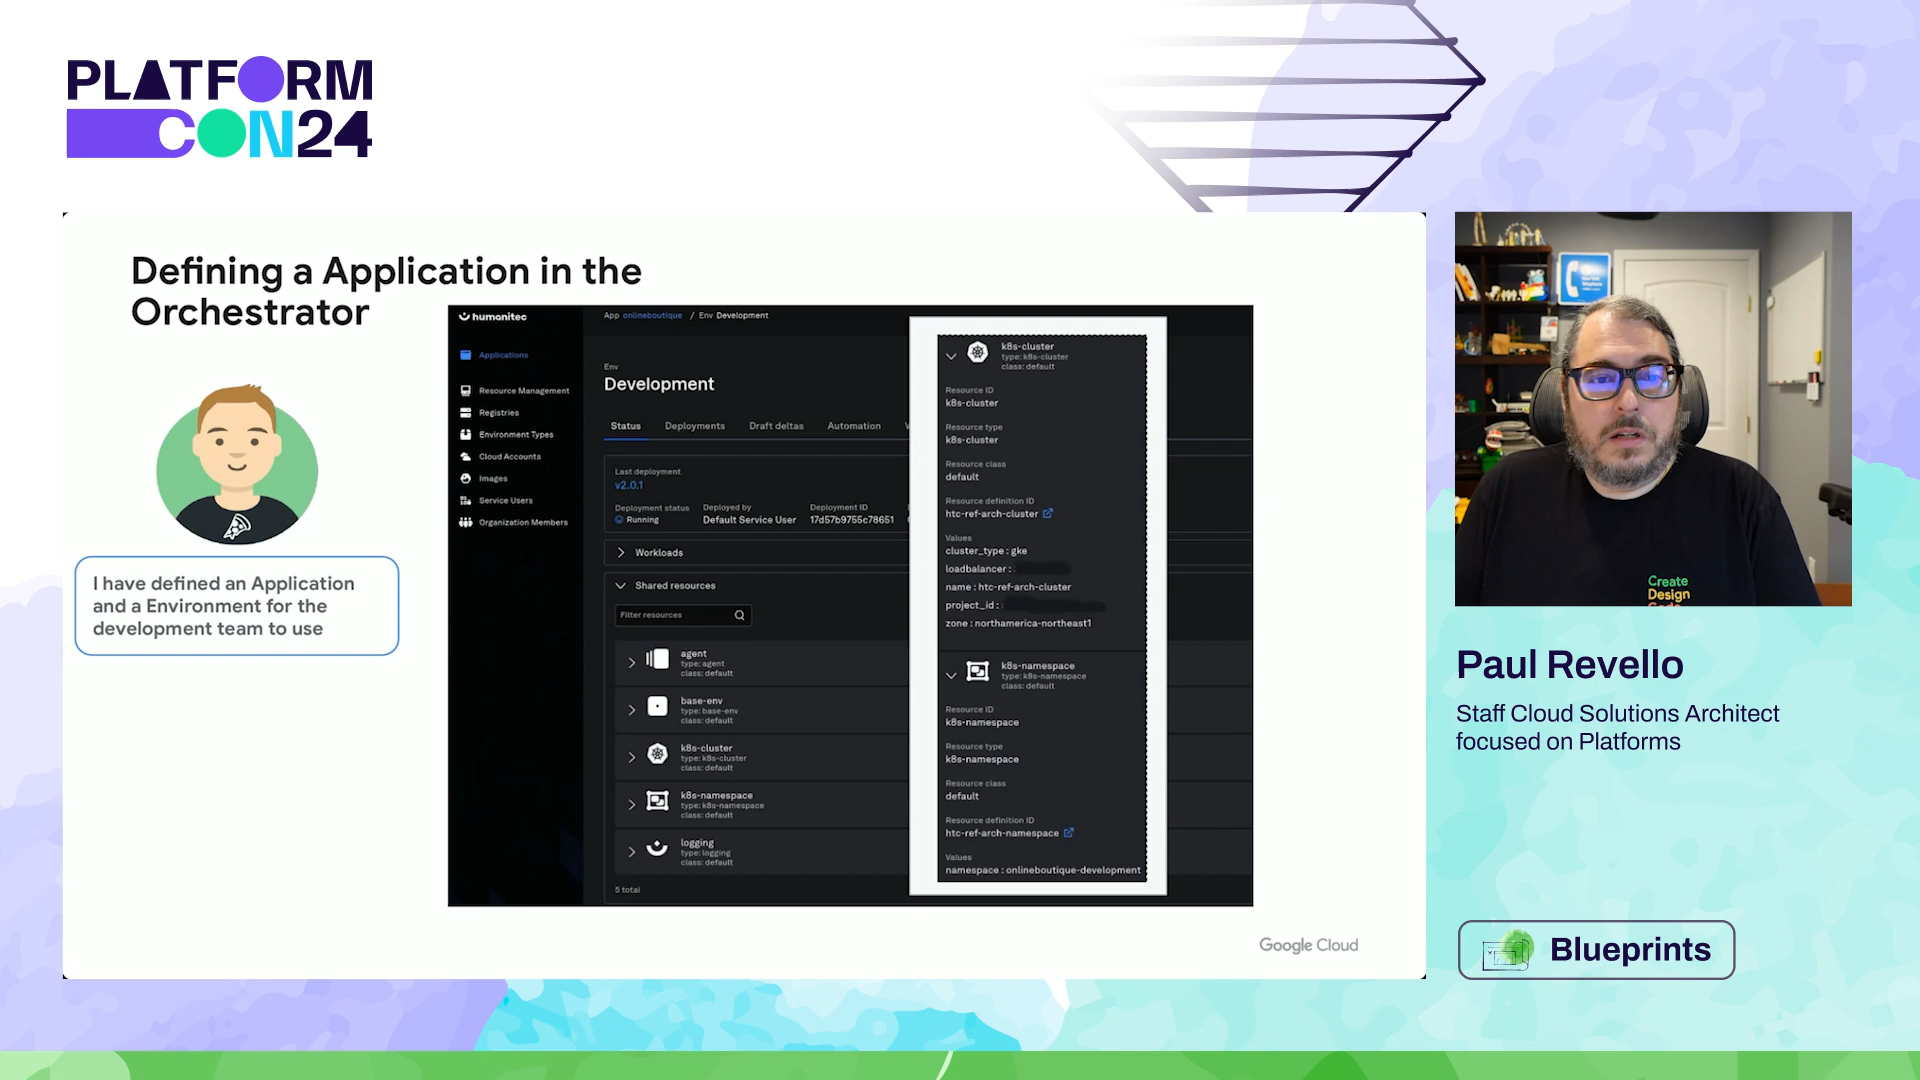 PLATFORM
CON24
Defining a Application in the
Orchestrator
I have defined an Application
and a Environment for the
development team to use
humanitec
Applications
Resource Management
Registries
Environment Types
Cloud Accounts
Images
Service Users
Organization Members
App onlineboutique / Env Development
Env
Development
Status Deployments Draft deltas Automation
Last deployment
v2.0.1
Deployment status Deployed by Deployment ID
Running Default Service User 17d57b9755c78651
Workloads
Shared resources
Filter resources
agent
type: agent
class: default
base-env
type: base-env
class: default
k8s-cluster
type: k8s-cluster
class: default
k8s-namespace
type: k8s-namespace
class: default
logging
type: logging
class: default
5 total
k8s-cluster
type: k8s-cluster
class: default
Resource ID
k8s-cluster
Resource type
k8s-cluster
Resource class
default
Resource definition ID
htc-ref-arch-cluster
Values
cluster_type : gke
loadbalancer :
name : htc-ref-arch-cluster
project_id :
zone : northamerica-northeast1
k8s-namespace
type: k8s-namespace
class: default
Resource ID
k8s-namespace
Resource type
k8s-namespace
Resource class
default
Resource definition ID
htc-ref-arch-namespace
Values
namespace : onlineboutique-development
Google Cloud
Create
Design
Paul Revello
Staff Cloud Solutions Architect
focused on Platforms
Blueprints